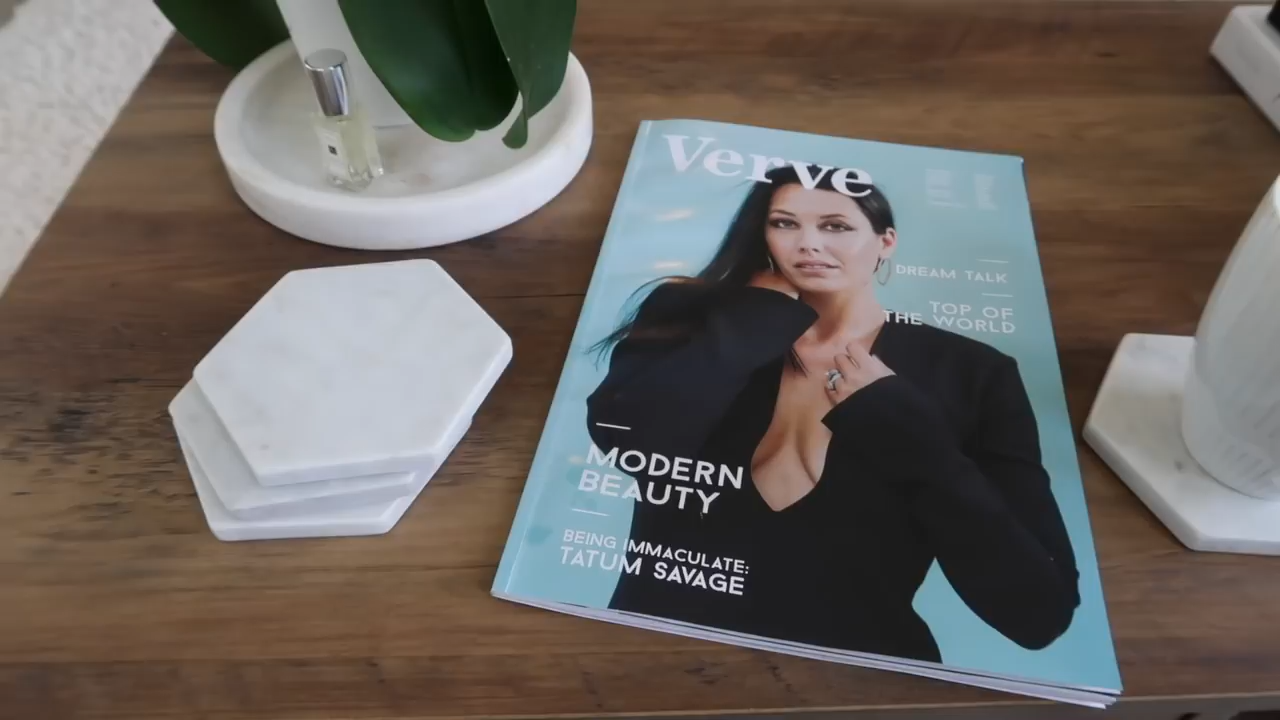 Verve
DREAM TALK
TOP OF
THE WORLD
MODERN
BEAUTY
BEING IMMACULATE:
TATUM SAVAGE